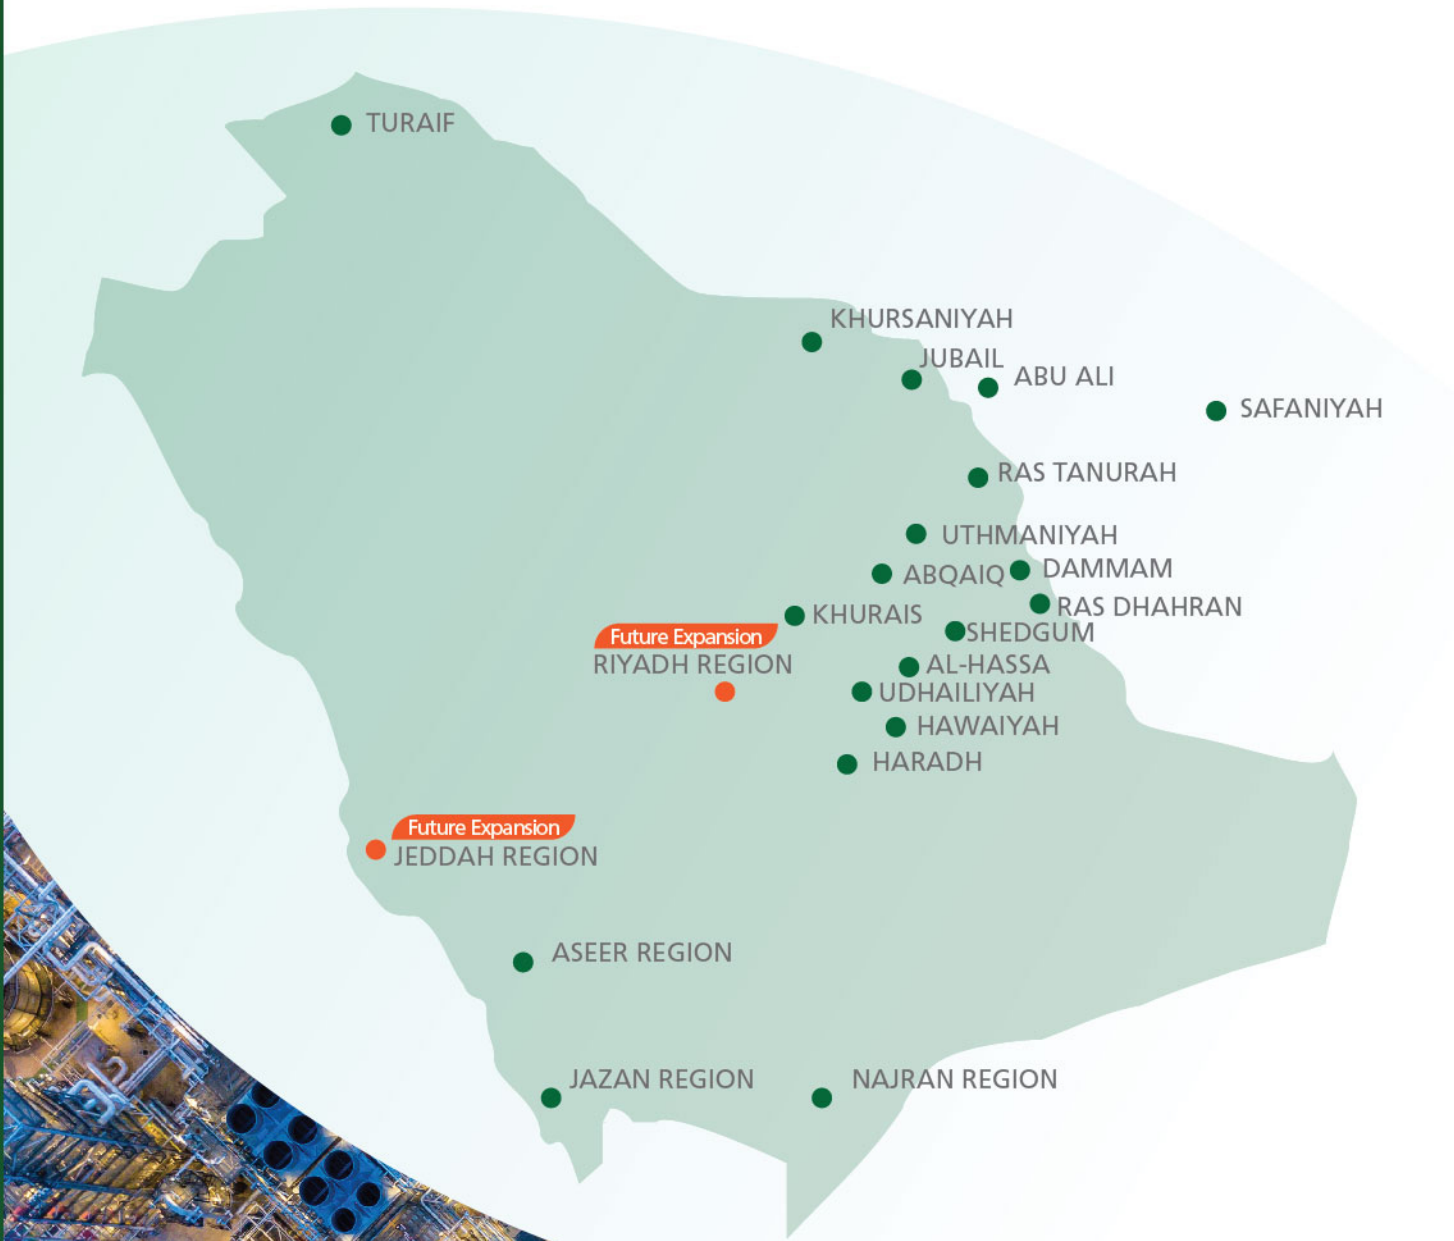 TURAIF
KHURSANIYAH
JUBAIL
ABU ALI
SAFANIYAH
RAS TANURAH
UTHMANIYAH
ABQAIQ
DAMMAM
RAS DHAHRAN
KHURAIS
SHEDGUM
Future Expansion
RIYADH REGION
AL-HASSA
UDHAILIYAH
HAWAIYAH
HARADH
Future Expansion
JEDDAH REGION
ASEER REGION
JAZAN REGION
NAJRAN REGION